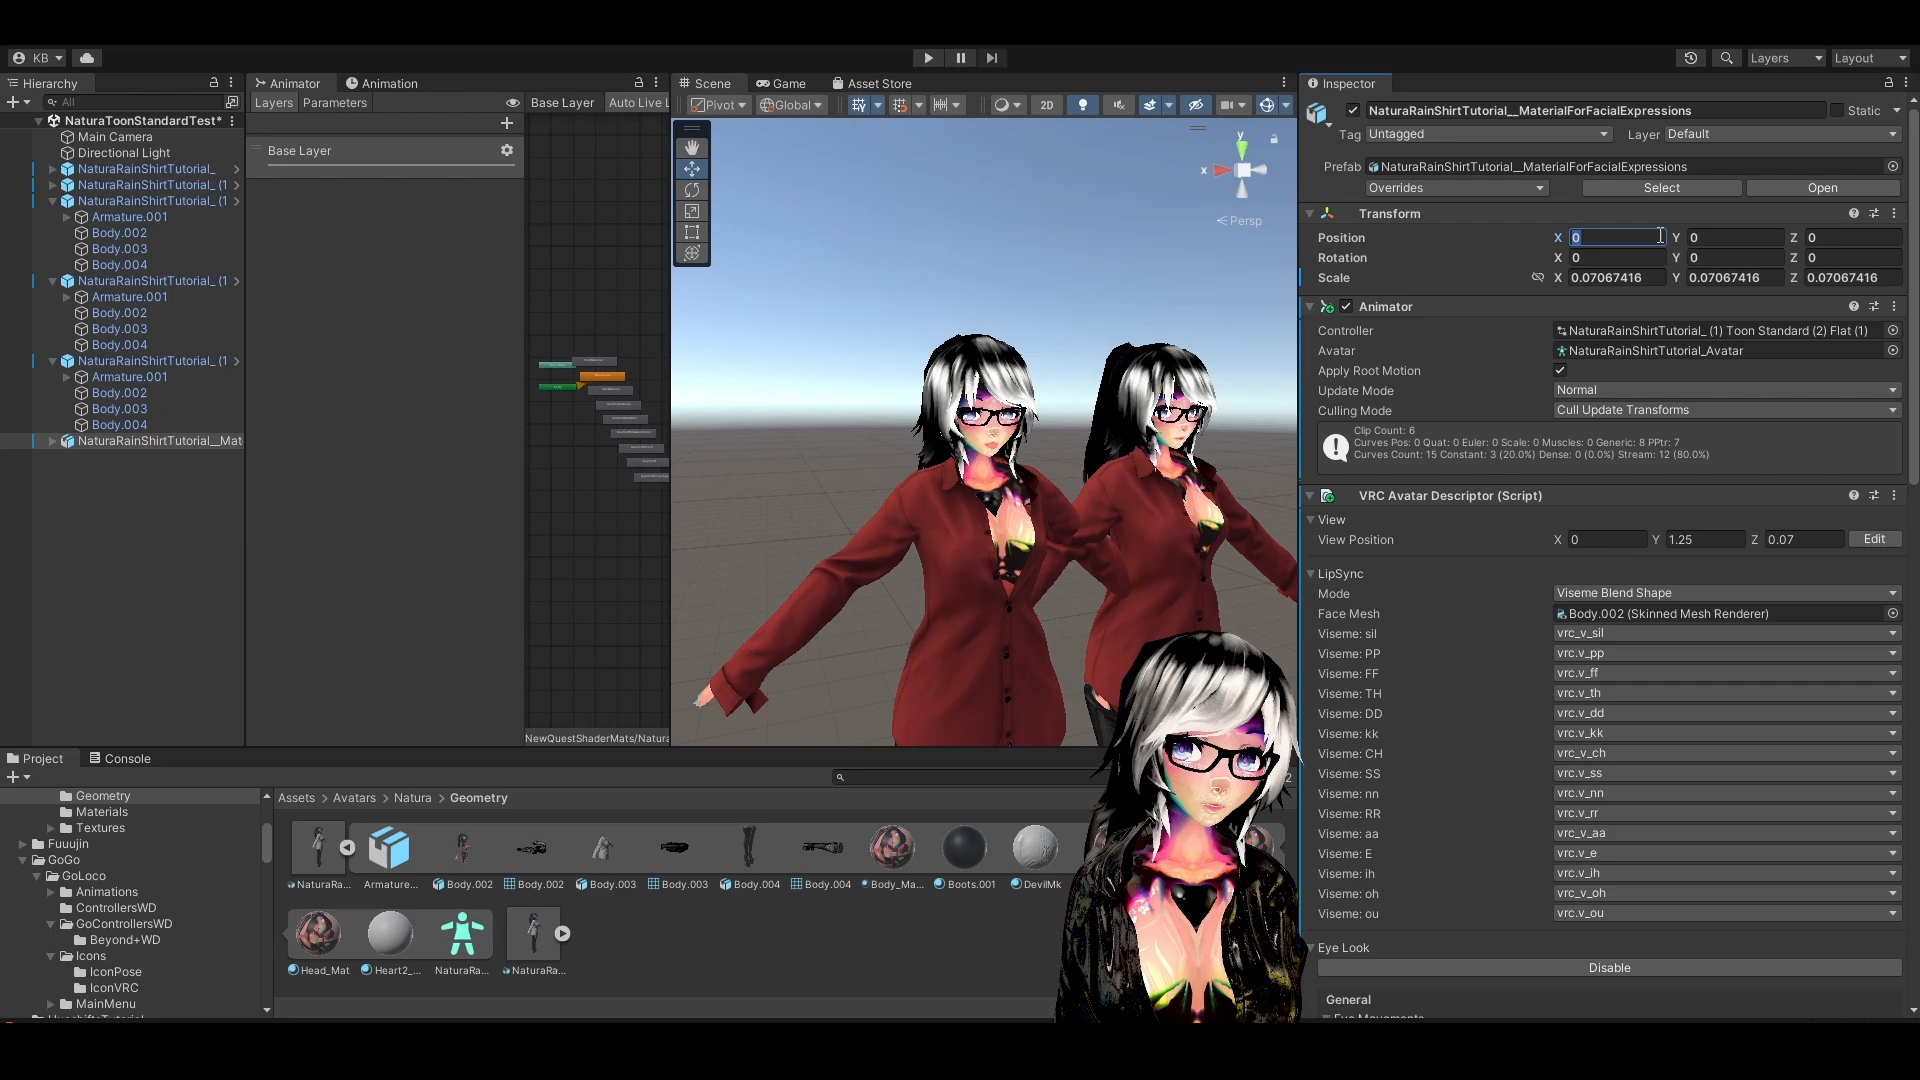 KB
Layers
Layout
Hierarchy
All
NaturaToonStandardTest*
Main Camera
Directional Light
NaturaRainShirtTutorial_
NaturaRainShirtTutorial_ (1
NaturaRainShirtTutorial_ (1
Armature.001
Body.002
Body.003
Body.004
NaturaRainShirtTutorial_ (1
Armature.001
Body.002
Body.003
Body.004
NaturaRainShirtTutorial_ (1
Armature.001
Body.002
Body.003
Body.004
NaturaRainShirtTutorial__Mat
Animator
Animation
Layers
Parameters
Base Layer
Auto Live L
Base Layer
NewQuestShaderMats/Natura
Scene
Game
Asset Store
Pivot
Global
2D
y
x
Persp
Inspector
NaturaRainShirtTutorial__MaterialForFacialExpressions
Static
Tag Untagged
Layer Default
Prefab NaturaRainShirtTutorial__MaterialForFacialExpressions
Overrides
Select
Open
Transform
Position X 0 Y 0 Z 0
Rotation X 0 Y 0 Z 0
Scale X 0.07067416 Y 0.07067416 Z 0.07067416
Animator
Controller NaturaRainShirtTutorial_ (1) Toon Standard (2) Flat (1)
Avatar NaturaRainShirtTutorial_Avatar
Apply Root Motion
Update Mode Normal
Culling Mode Cull Update Transforms
Clip Count: 6
Curves Pos: 0 Quat: 0 Euler: 0 Scale: 0 Muscles: 0 Generic: 8 PPtr: 7
Curves Count: 15 Constant: 3 (20.0%) Dense: 0 (0.0%) Stream: 12 (80.0%)
VRC Avatar Descriptor (Script)
View
View Position X 0 Y 1.25 Z 0.07 Edit
LipSync
Mode Viseme Blend Shape
Face Mesh Body.002 (Skinned Mesh Renderer)
Viseme: sil vrc_v_sil
Viseme: PP vrc.v_pp
Viseme: FF vrc.v_ff
Viseme: TH vrc.v_th
Viseme: DD vrc.v_dd
Viseme: kk vrc.v_kk
Viseme: CH vrc_v_ch
Viseme: SS vrc.v_ss
Viseme: nn vrc.v_nn
Viseme: RR vrc.v_rr
Viseme: aa vrc_v_aa
Viseme: E vrc.v_e
Viseme: ih vrc.v_ih
Viseme: oh vrc_v_oh
Viseme: ou vrc.v_ou
Eye Look
Disable
General
Eye Movements
Project
Console
2
Geometry
Materials
Textures
Fuuujin
GoGo
GoLoco
Animations
ControllersWD
GoControllersWD
Beyond+WD
Icons
IconPose
IconVRC
MainMenu
Assets > Avatars > Natura > Geometry
NaturaRa...
Armature...
Body.002
Body.002
Body.003
Body.003
Body.004
Body.004
Body_Ma...
Boots.001
DevilMk
Head_Mat
Heart2_...
NaturaRa...
NaturaRa...